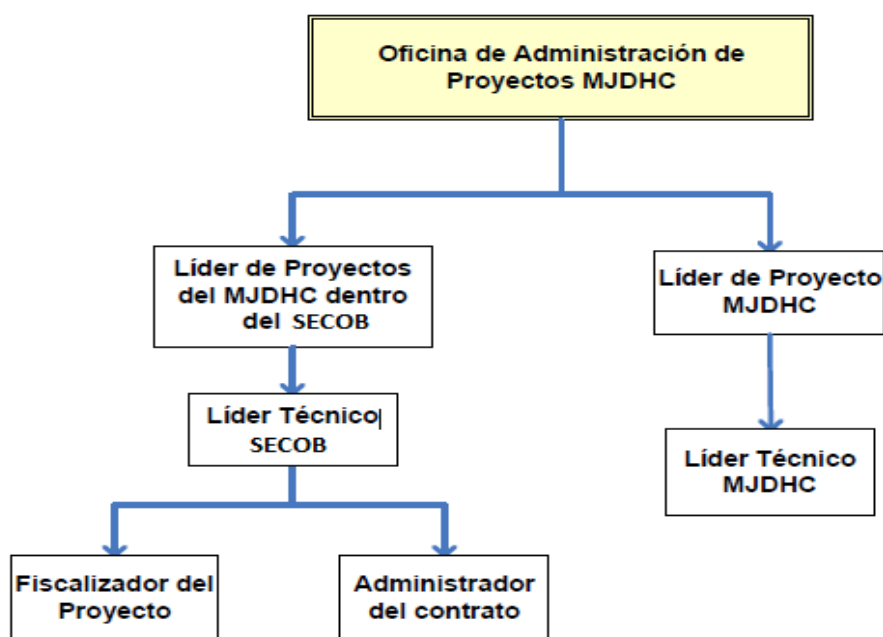 Oficina de Administración de
Proyectos MJDHC
Líder de Proyectos
del MJDHC dentro
del SECOB
Líder de Proyecto
MJDHC
Líder Técnico
SECOB
Líder Técnico
MJDHC
Fiscalizador del
Proyecto
Administrador
del contrato